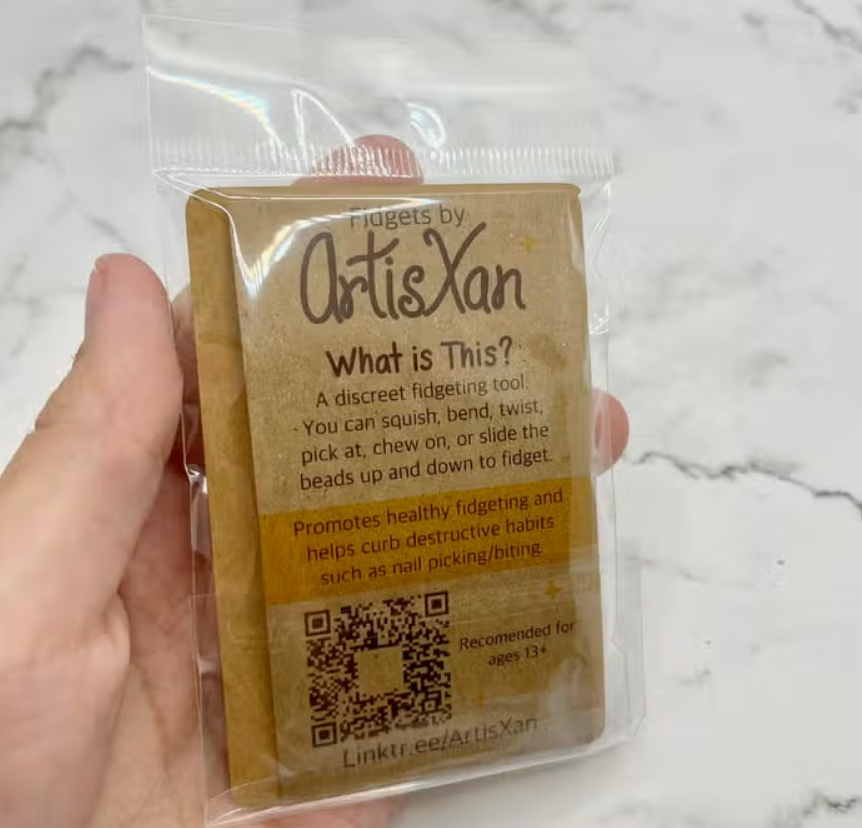 Fidgets by
ArtisXan
What is This?
A discreet fidgeting tool.
You can squish, bend, twist,
pick at, chew on, or slide the
beads up and down to fidget.
Promotes healthy fidgeting and
helps curb destructive habits
such as nail picking/biting.
Recomended for
ages 13+
Linktr.ee/ArtisXan